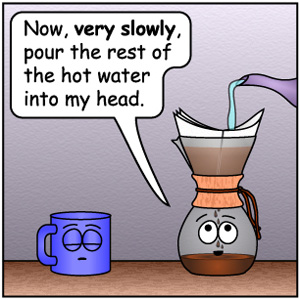 Now, very slowly,
pour the rest of
the hot water
into my head.